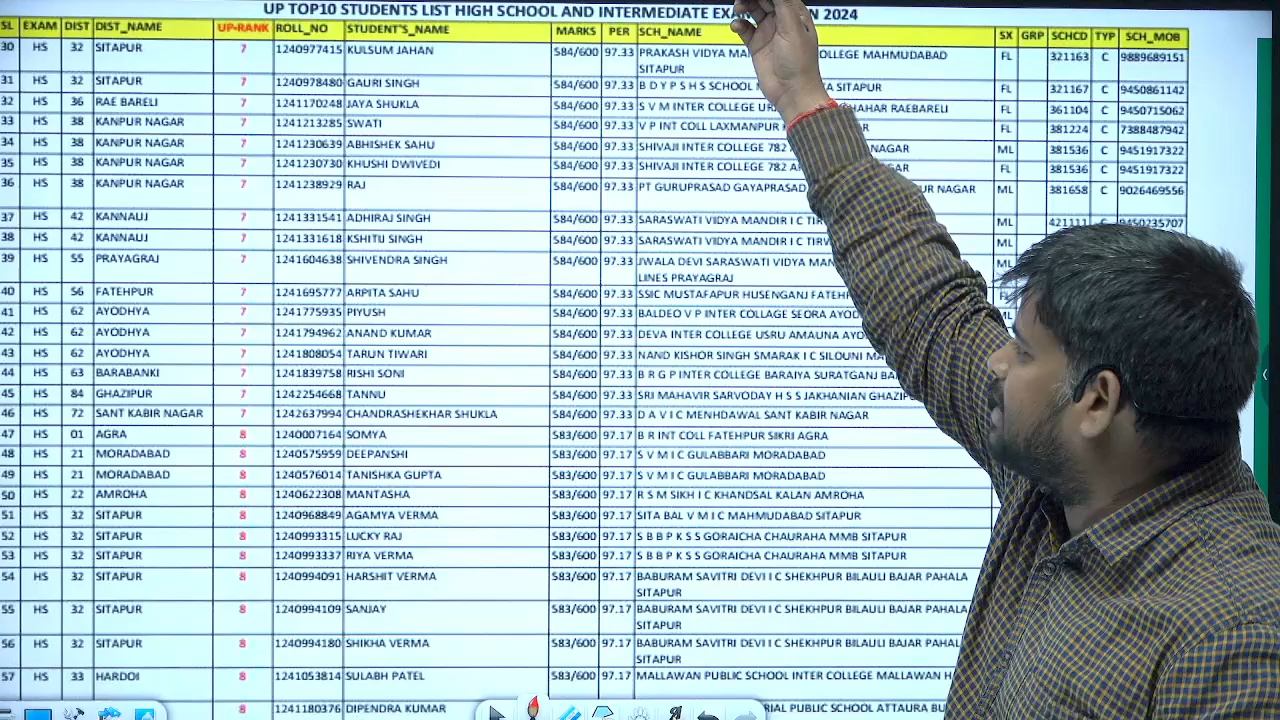 UP TOP10 STUDENTS LIST HIGH SCHOOL AND INTERMEDIATE N 2024
SL EXAM DIST DIST_NAME UP-RANK ROLL_NO STUDENT'S_NAME MARKS PER SCH_NAME SX GRP SCHCD TYP SCH_MOB
30 HS 32 SITAPUR 7 1240977415 KULSUM JAHAN 584/600 97.33 PRAKASH VIDYA COLLEGE MAHMUDABAD FL 321163 C 9889689151
SITAPUR
31 HS 32 SITAPUR 7 1240978480 GAURI SINGH 584/600 97.33 B D Y P S H S SCHOOL SITAPUR FL 321167 C 9450861142
32 HS 36 RAE BARELI 7 1241170248 JAYA SHUKLA 584/600 97.33 S V M INTER COLLEGE RAEBARELI FL 361104 C 9450715062
33 HS 38 KANPUR NAGAR 7 1241213285 SWATI 584/600 97.33 V P INT COLL LAXMANPUR FL 381224 C 7388487942
34 HS 38 KANPUR NAGAR 7 1241230639 ABHISHEK SAHU 584/600 97.33 SHIVAJI INTER COLLEGE 782 NAGAR ML 381536 C 9451917322
35 HS 38 KANPUR NAGAR 7 1241230730 KHUSHI DWIVEDI 584/600 97.33 SHIVAJI INTER COLLEGE 782 FL 381536 C 9451917322
36 HS 38 KANPUR NAGAR 7 1241238929 RAJ 584/600 97.33 PT GURUPRASAD GAYAPRASAD NAGAR ML 381658 C 9026469556
37 HS 42 KANNAUJ 7 1241331541 ADHIRAJ SINGH 584/600 97.33 SARASWATI VIDYA MANDIR I C ML 421111 C 9450235707
38 HS 42 KANNAUJ 7 1241331618 KSHITIJ SINGH 584/600 97.33 SARASWATI VIDYA MANDIR I C ML
39 HS 55 PRAYAGRAJ 7 1241604638 SHIVENDRA SINGH 584/600 97.33 JWALA DEVI SARASWATI VIDYA ML
LINES PRAYAGRAJ
40 HS 56 FATEHPUR 7 1241695777 ARPITA SAHU 584/600 97.33 SSIC MUSTAFAPUR HUSENGANJ
41 HS 62 AYODHYA 7 1241775935 PIYUSH 584/600 97.33 BALDEO V P INTER COLLAGE SEORA
42 HS 62 AYODHYA 7 1241794962 ANAND KUMAR 584/600 97.33 DEVA INTER COLLEGE USRU AMAUNA
43 HS 62 AYODHYA 7 1241808054 TARUN TIWARI 584/600 97.33 NAND KISHOR SINGH SMARAK I C SILOUNI
44 HS 63 BARABANKI 7 1241839758 RISHI SONI 584/600 97.33 B R G P INTER COLLEGE BARAIYA SURATGANJ
45 HS 84 GHAZIPUR 7 1242254668 TANNU 584/600 97.33 SRI MAHAVIR SARVODAY H S S JAKHANIAN
46 HS 72 SANT KABIR NAGAR 7 1242637994 CHANDRASHEKHAR SHUKLA 584/600 97.33 D A V I C MENHDAWAL SANT KABIR NAGAR
47 HS 01 AGRA 8 1240007164 SOMYA 583/600 97.17 B R INT COLL FATEHPUR SIKRI AGRA
48 HS 21 MORADABAD 8 1240575959 DEEPANSHI 583/600 97.17 S V M I C GULABBARI MORADABAD
49 HS 21 MORADABAD 8 1240576014 TANISHKA GUPTA 583/600 97.17 S V M I C GULABBARI MORADABAD
50 HS 22 AMROHA 8 1240622308 MANTASHA 583/600 97.17 R S M SIKH I C KHANDSAL KALAN AMROHA
51 HS 32 SITAPUR 8 1240968849 AGAMYA VERMA 583/600 97.17 SITA BAL V M I C MAHMUDABAD SITAPUR
52 HS 32 SITAPUR 8 1240993315 LUCKY RAJ 583/600 97.17 S B B P K S S GORAICHA CHAURAHA MMB SITAPUR
53 HS 32 SITAPUR 8 1240993337 RIYA VERMA 583/600 97.17 S B B P K S S GORAICHA CHAURAHA MMB SITAPUR
54 HS 32 SITAPUR 8 1240994091 HARSHIT VERMA 583/600 97.17 BABURAM SAVITRI DEVI I C SHEKHPUR BILAULI BAJAR PAHALA
SITAPUR
55 HS 32 SITAPUR 8 1240994109 SANJAY 583/600 97.17 BABURAM SAVITRI DEVI I C SHEKHPUR BILAULI BAJAR PAHALA
SITAPUR
56 HS 32 SITAPUR 8 1240994180 SHIKHA VERMA 583/600 97.17 BABURAM SAVITRI DEVI I C SHEKHPUR BILAULI BAJAR PAHALA
SITAPUR
57 HS 33 HARDOI 8 1241053814 SULABH PATEL 583/600 97.17 MALLAWAN PUBLIC SCHOOL INTER COLLEGE MALLAWAN
8 1241180376 DIPENDRA KUMAR PUBLIC SCHOOL ATTAURA